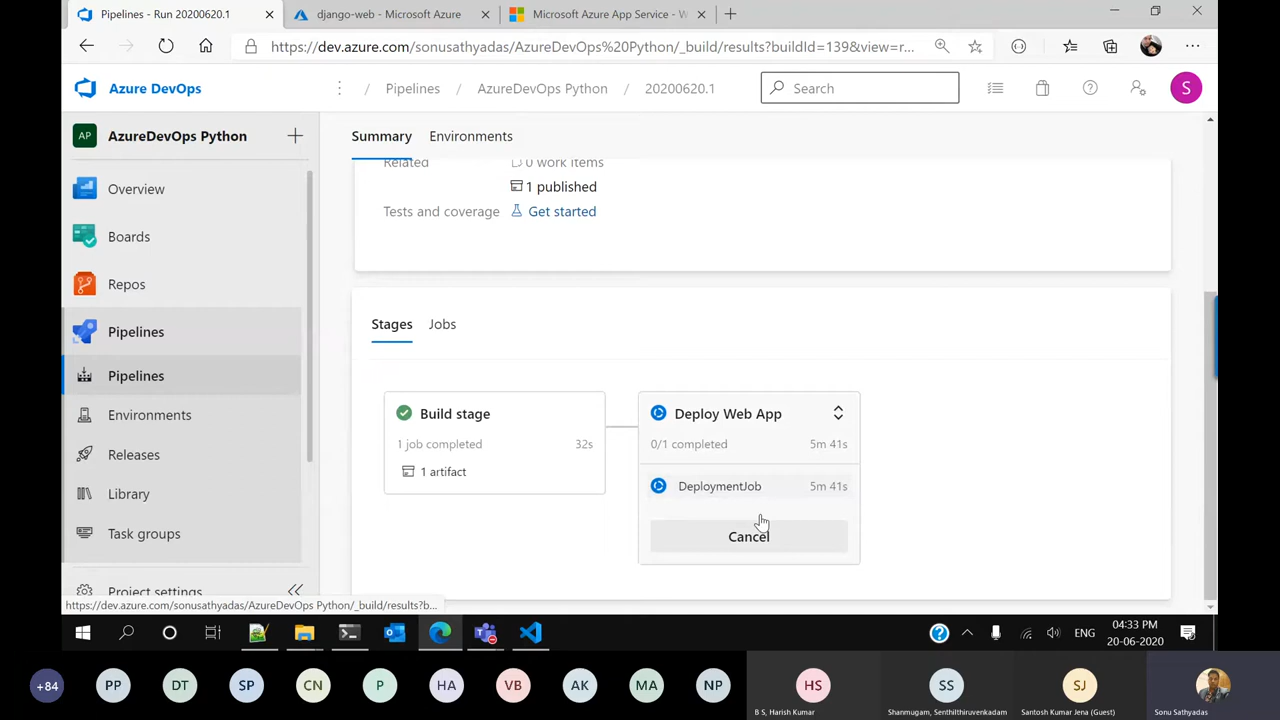 Pipelines - Run 20200620.1
django-web - Microsoft Azure
Microsoft Azure App Service - W
https://dev.azure.com/sonusathyadas/AzureDevOps%20Python/_build/results?buildId=139&view=r...
Azure DevOps
/ Pipelines / AzureDevOps Python / 20200620.1
Search
S
AP
AzureDevOps Python
Overview
Boards
Repos
Pipelines
Pipelines
Environments
Releases
Library
Task groups
Project settings
Summary
Environments
Related
0 work items
1 published
Tests and coverage
Get started
Stages
Jobs
Build stage
1 job completed
32s
1 artifact
Deploy Web App
0/1 completed
5m 41s
DeploymentJob
5m 41s
Cancel
https://dev.azure.com/sonusathyadas/AzureDevOps Python/_build/results?b...
ENG
04:33 PM
20-06-2020
+84
PP
DT
SP
CN
P
HA
VB
AK
MA
NP
HS
B S, Harish Kumar
SS
Shanmugam, Senthilthiruvenkadam
SJ
Santosh Kumar Jena (Guest)
Sonu Sathyadas